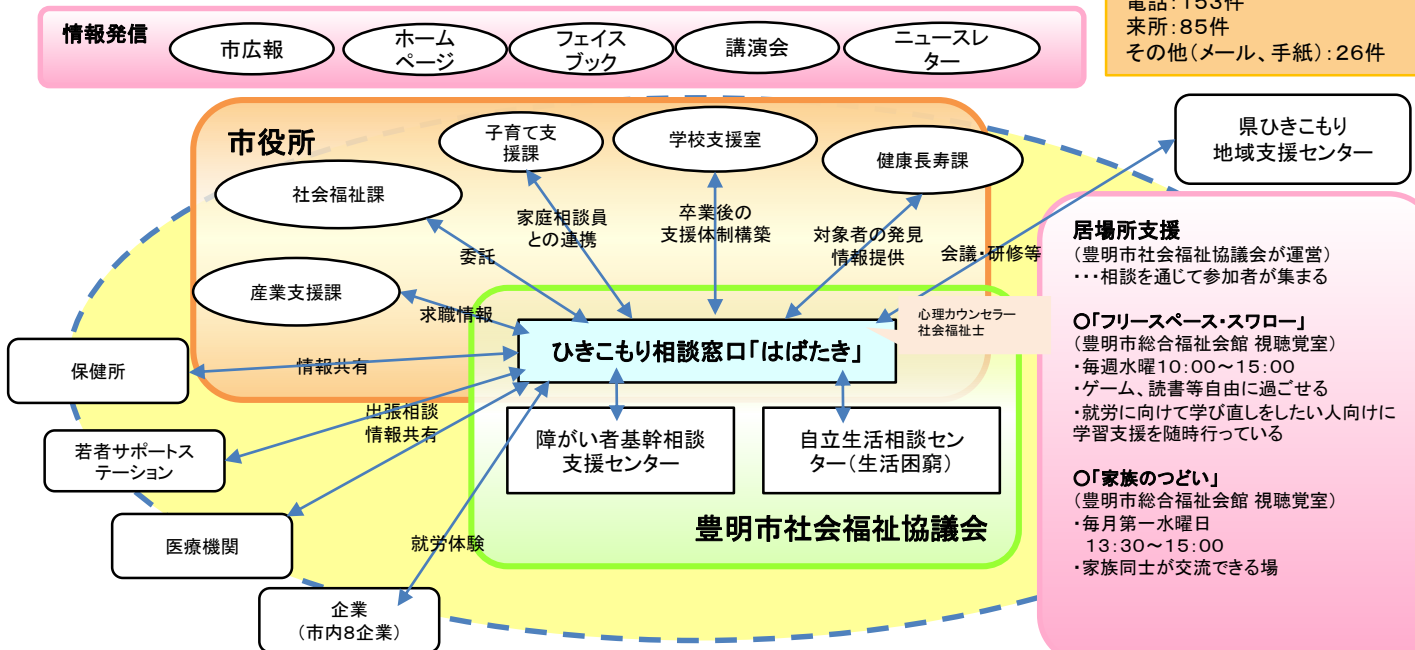 電話：153件
来所：85件
その他（メール、手紙）：26件
情報発信
市広報
ホーム
ページ
フェイス
ブック
講演会
ニュースレ
ター
市役所
子育て支
援課
学校支援室
健康長寿課
社会福祉課
産業支援課
県ひきこもり
地域支援センター
家庭相談員
との連携
卒業後の
支援体制構築
対象者の発見
情報提供
会議・研修等
委託
求職情報
心理カウンセラー
社会福祉士
ひきこもり相談窓口「はばたき」
保健所
情報共有
出張相談
情報共有
若者サポートス
テーション
医療機関
就労体験
企業
（市内8企業）
障がい者基幹相談
支援センター
自立生活相談セン
ター（生活困窮）
豊明市社会福祉協議会
居場所支援
（豊明市社会福祉協議会が運営）
・・・相談を通じて参加者が集まる
○「フリースペース・スワロー」
（豊明市総合福祉会館 視聴覚室）
・毎週水曜10：00～15：00
・ゲーム、読書等自由に過ごせる
・就労に向けて学び直しをしたい人向けに
学習支援を随時行っている
○「家族のつどい」
（豊明市総合福祉会館 視聴覚室）
・毎月第一水曜日
13：30～15：00
・家族同士が交流できる場